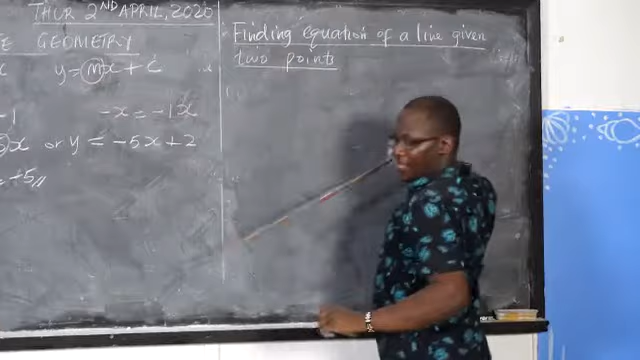 THUR 2ND APRIL, 2020
GEOMETRY
y = mx + c
-x = -1x
x or y = -5x + 2
Finding equation of a line given
two points